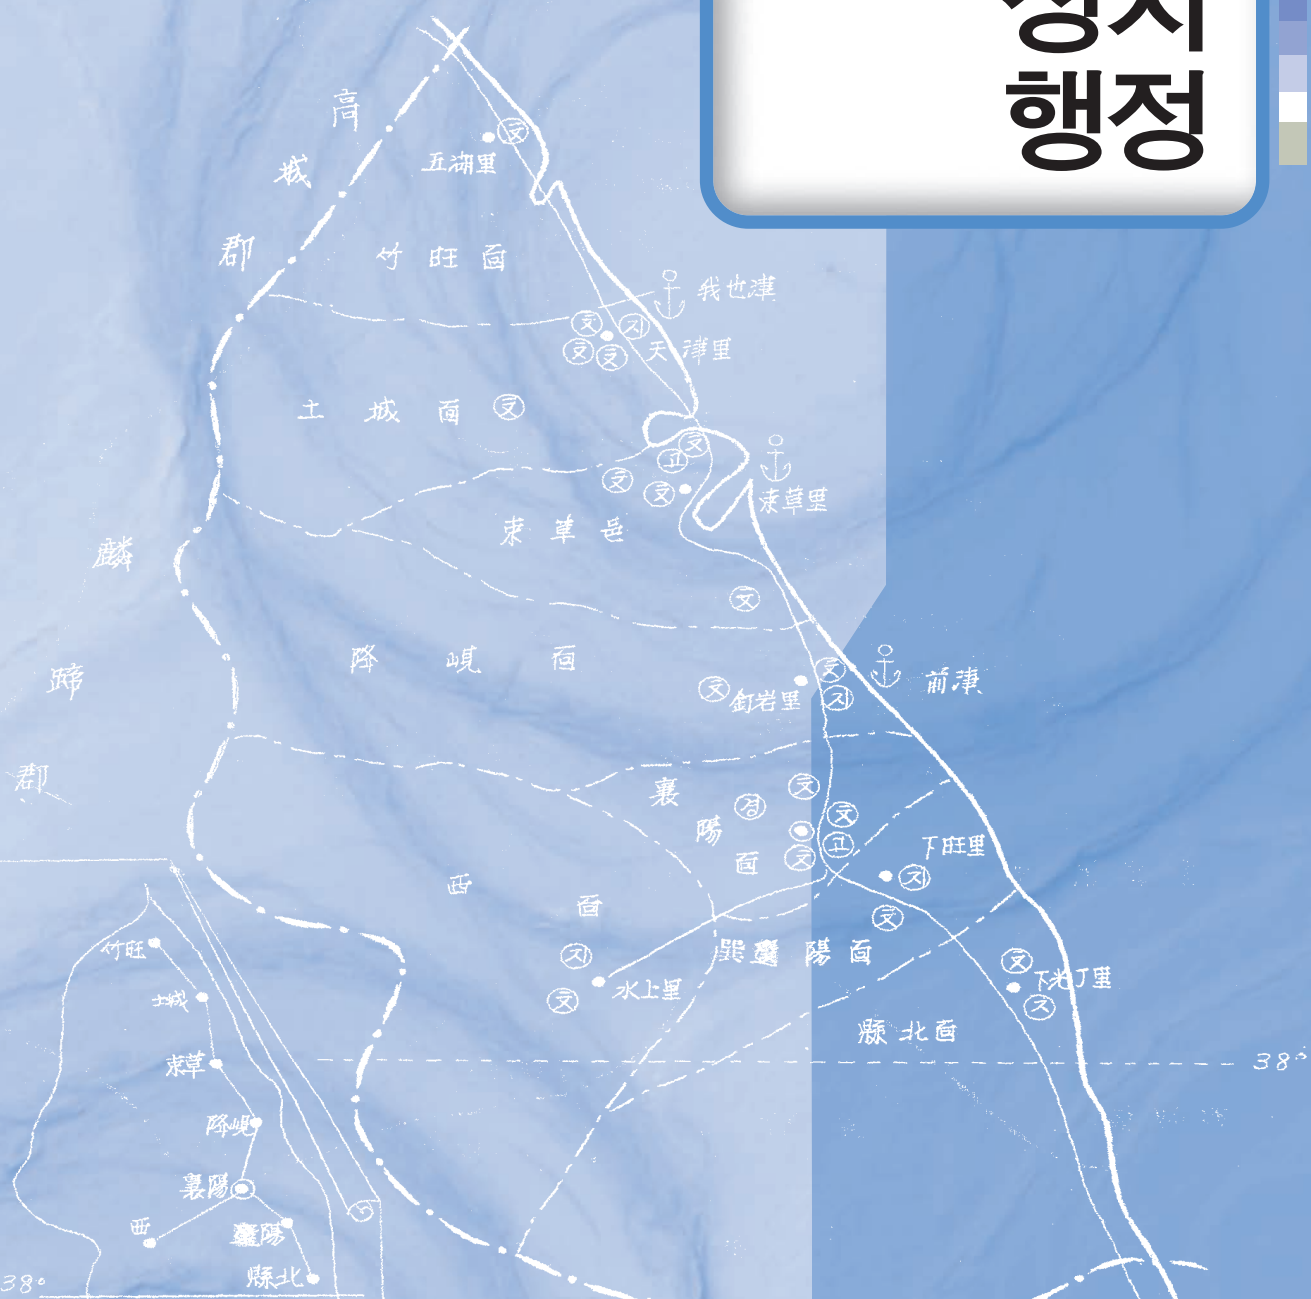 정치
행정
高
城
郡
五湖里
竹旺面
我世津
天津里
土城面
束草里
束草邑
麟
蹄
郡
降峴面
釘岩里
前津
襄
陽
面
下旺里
西面
水上里
陽面
下光丁里
縣北面
38°
竹旺
土城
束草
降峴
襄陽
西
陽
縣北
38°